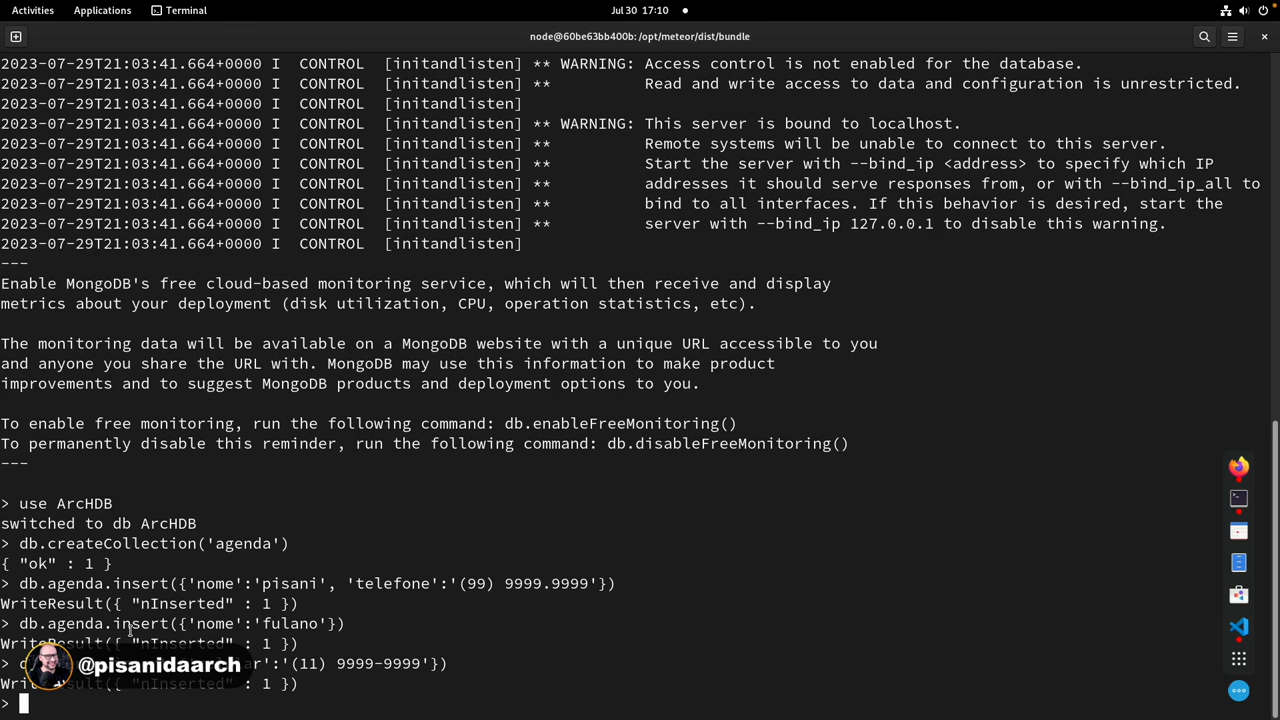 Activities Applications Terminal Jul 30 17:10
node@60be63bb400b: /opt/meteor/dist/bundle
2023-07-29T21:03:41.664+0000 I CONTROL [initandlisten] ** WARNING: Access control is not enabled for the database.
2023-07-29T21:03:41.664+0000 I CONTROL [initandlisten] ** Read and write access to data and configuration is unrestricted.
2023-07-29T21:03:41.664+0000 I CONTROL [initandlisten]
2023-07-29T21:03:41.664+0000 I CONTROL [initandlisten] ** WARNING: This server is bound to localhost.
2023-07-29T21:03:41.664+0000 I CONTROL [initandlisten] ** Remote systems will be unable to connect to this server.
2023-07-29T21:03:41.664+0000 I CONTROL [initandlisten] ** Start the server with --bind_ip <address> to specify which IP
2023-07-29T21:03:41.664+0000 I CONTROL [initandlisten] ** addresses it should serve responses from, or with --bind_ip_all to
2023-07-29T21:03:41.664+0000 I CONTROL [initandlisten] ** bind to all interfaces. If this behavior is desired, start the
2023-07-29T21:03:41.664+0000 I CONTROL [initandlisten] ** server with --bind_ip 127.0.0.1 to disable this warning.
2023-07-29T21:03:41.664+0000 I CONTROL [initandlisten]
---
Enable MongoDB's free cloud-based monitoring service, which will then receive and display
metrics about your deployment (disk utilization, CPU, operation statistics, etc).
The monitoring data will be available on a MongoDB website with a unique URL accessible to you
and anyone you share the URL with. MongoDB may use this information to make product
improvements and to suggest MongoDB products and deployment options to you.
To enable free monitoring, run the following command: db.enableFreeMonitoring()
To permanently disable this reminder, run the following command: db.disableFreeMonitoring()
---
> use ArcHDB
switched to db ArcHDB
> db.createCollection('agenda')
{ "ok" : 1 }
> db.agenda.insert({'nome':'pisani', 'telefone':'(99) 9999.9999'})
WriteResult({ "nInserted" : 1 })
> db.agenda.insert({'nome':'fulano'})
WriteResult({ "nInserted" : 1 })
> '(11) 9999-9999'})
@pisanidaarch
"nInserted" : 1 })
>